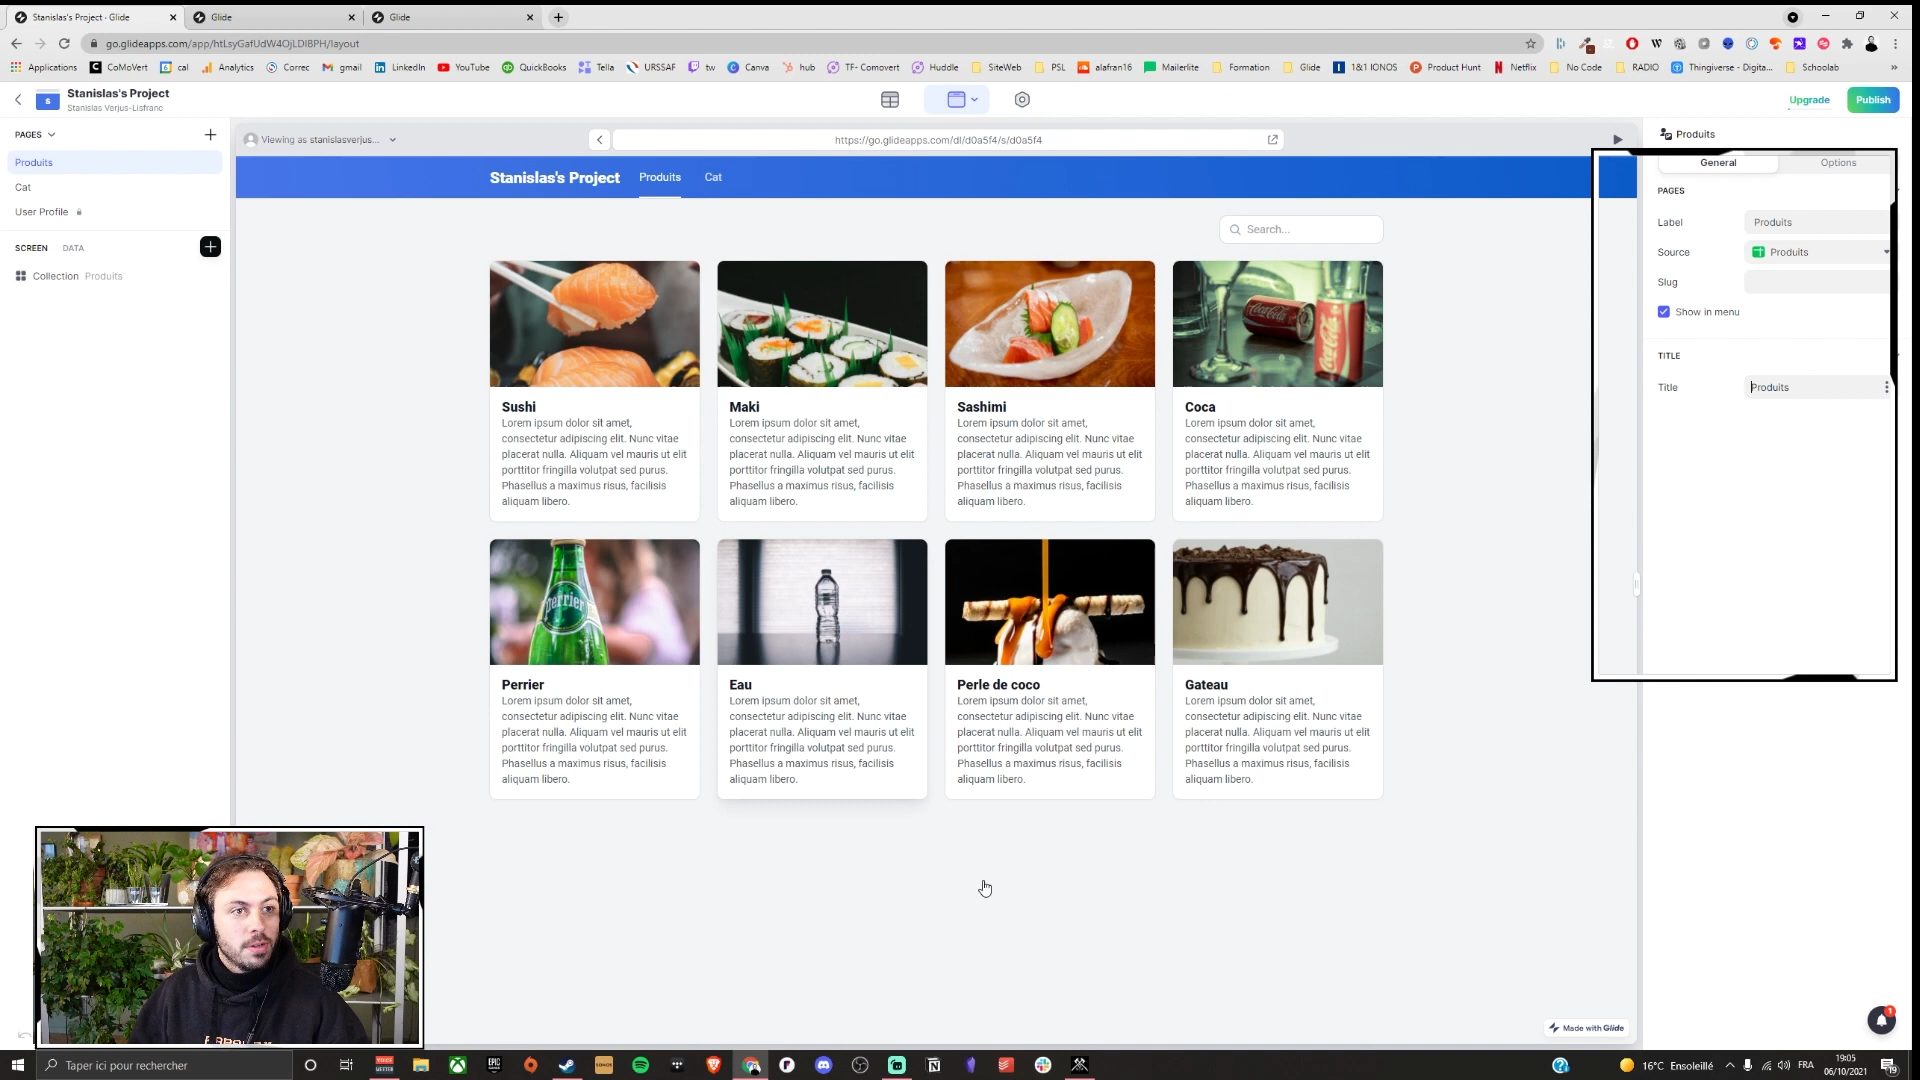 Stanislas's Project - Glide
Glide
Glide
go.glideapps.com/app/htLsyGafUdW4OjLDIBPH/layout
Applications CoMoVert cal Analytics Correc gmail LinkedIn YouTube QuickBooks Tella URSSAF tw Canva hub TF- Comovert Huddle SiteWeb PSL alafran16 Mailerlite Formation Glide 1&1 IONOS Product Hunt Netflix No Code RADIO Thingiverse - Digita... Schoolab
Stanislas's Project
Stanislas Verjus-Lisfranc
Upgrade
Publish
PAGES
Produits
Cat
User Profile
SCREEN DATA
Collection Produits
Viewing as stanislasverjus...
https://go.glideapps.com/dl/d0a5f4/s/d0a5f4
Stanislas's Project Produits Cat
Search...
Sushi
Lorem ipsum dolor sit amet,
consectetur adipiscing elit. Nunc vitae
placerat nulla. Aliquam vel mauris ut elit
porttitor fringilla volutpat sed purus.
Phasellus a maximus risus, facilisis
aliquam libero.
Maki
Lorem ipsum dolor sit amet,
consectetur adipiscing elit. Nunc vitae
placerat nulla. Aliquam vel mauris ut elit
porttitor fringilla volutpat sed purus.
Phasellus a maximus risus, facilisis
aliquam libero.
Sashimi
Lorem ipsum dolor sit amet,
consectetur adipiscing elit. Nunc vitae
placerat nulla. Aliquam vel mauris ut elit
porttitor fringilla volutpat sed purus.
Phasellus a maximus risus, facilisis
aliquam libero.
Coca-Cola
Coca-Cola
Coca
Lorem ipsum dolor sit amet,
consectetur adipiscing elit. Nunc vitae
placerat nulla. Aliquam vel mauris ut elit
porttitor fringilla volutpat sed purus.
Phasellus a maximus risus, facilisis
aliquam libero.
Perrier
Perrier
Lorem ipsum dolor sit amet,
consectetur adipiscing elit. Nunc vitae
placerat nulla. Aliquam vel mauris ut elit
porttitor fringilla volutpat sed purus.
Phasellus a maximus risus, facilisis
aliquam libero.
Eau
Lorem ipsum dolor sit amet,
consectetur adipiscing elit. Nunc vitae
placerat nulla. Aliquam vel mauris ut elit
porttitor fringilla volutpat sed purus.
Phasellus a maximus risus, facilisis
aliquam libero.
Perle de coco
Lorem ipsum dolor sit amet,
consectetur adipiscing elit. Nunc vitae
placerat nulla. Aliquam vel mauris ut elit
porttitor fringilla volutpat sed purus.
Phasellus a maximus risus, facilisis
aliquam libero.
Gateau
Lorem ipsum dolor sit amet,
consectetur adipiscing elit. Nunc vitae
placerat nulla. Aliquam vel mauris ut elit
porttitor fringilla volutpat sed purus.
Phasellus a maximus risus, facilisis
aliquam libero.
Made with Glide
Produits
General Options
PAGES
Label Produits
Source Produits
Slug
Show in menu
TITLE
Title Produits
Taper ici pour rechercher
16°C Ensoleillé
FRA
19:05
06/10/2021